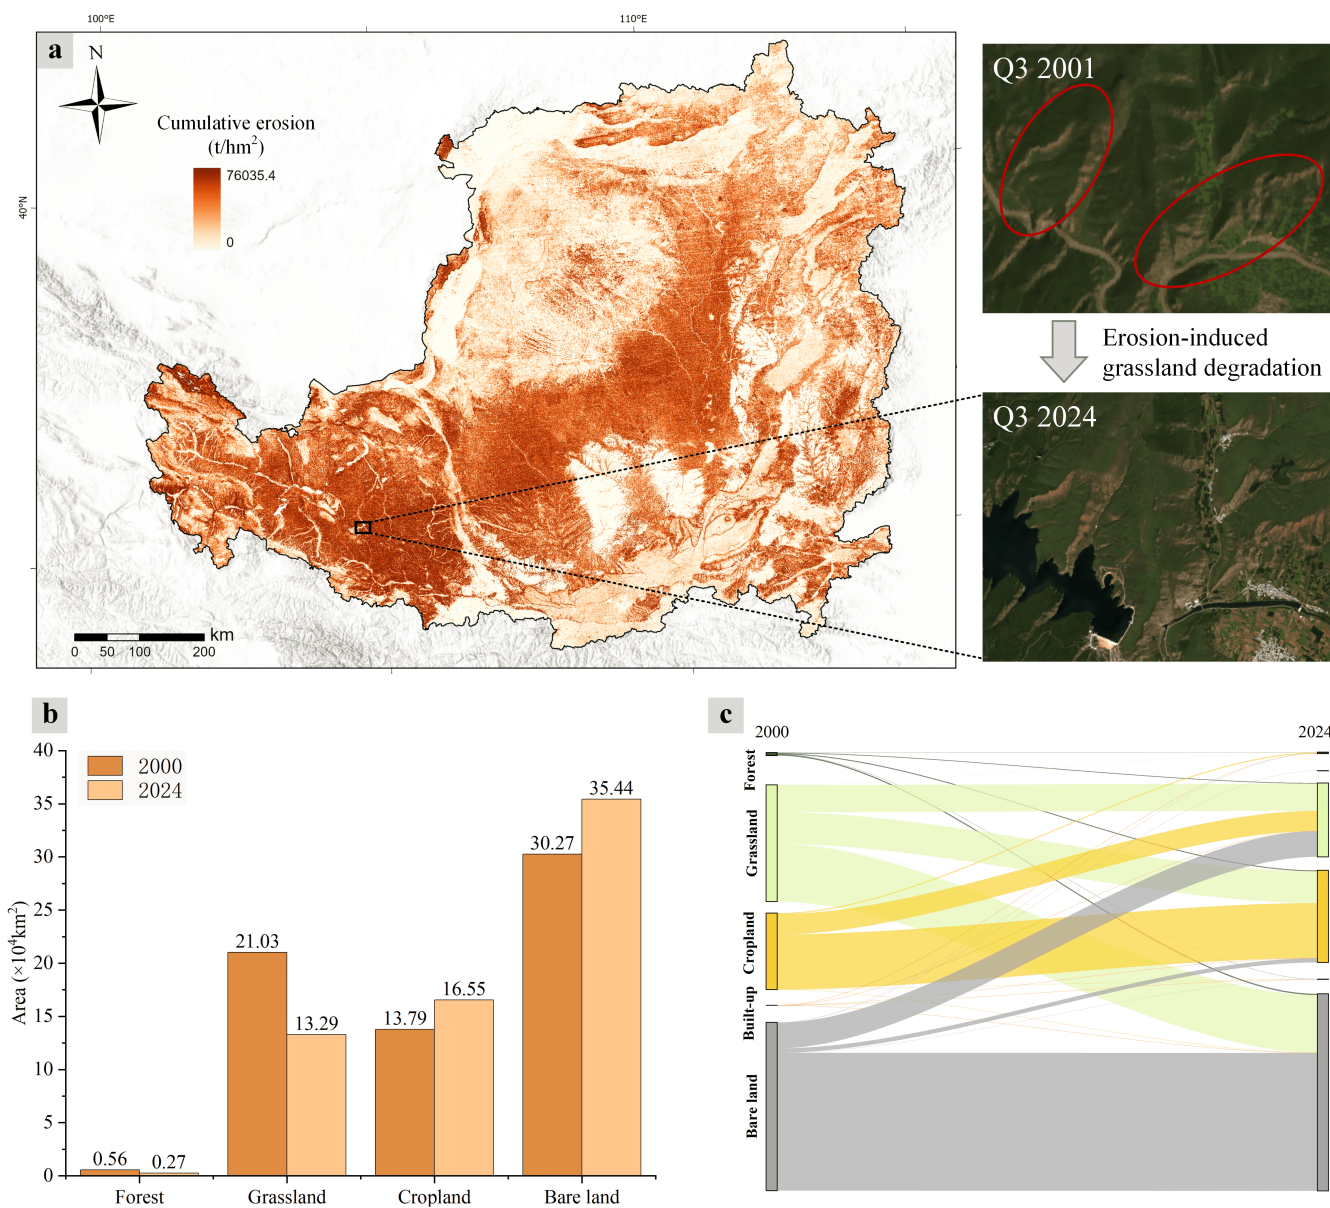 100°E
110°E
a
N
Cumulative erosion
(t/hm²)
76035.4
0
40°N
km
0 50 100 200
Q3 2001
Erosion-induced
grassland degradation
Q3 2024
b
Area (×10⁴km²)
40
35
30
25
20
15
10
5
0
2000
2024
0.56
0.27
21.03
13.29
13.79
16.55
30.27
35.44
Forest
Grassland
Cropland
Bare land
c
2000
2024
Forest
Grassland
Cropland
Built-up
Bare land